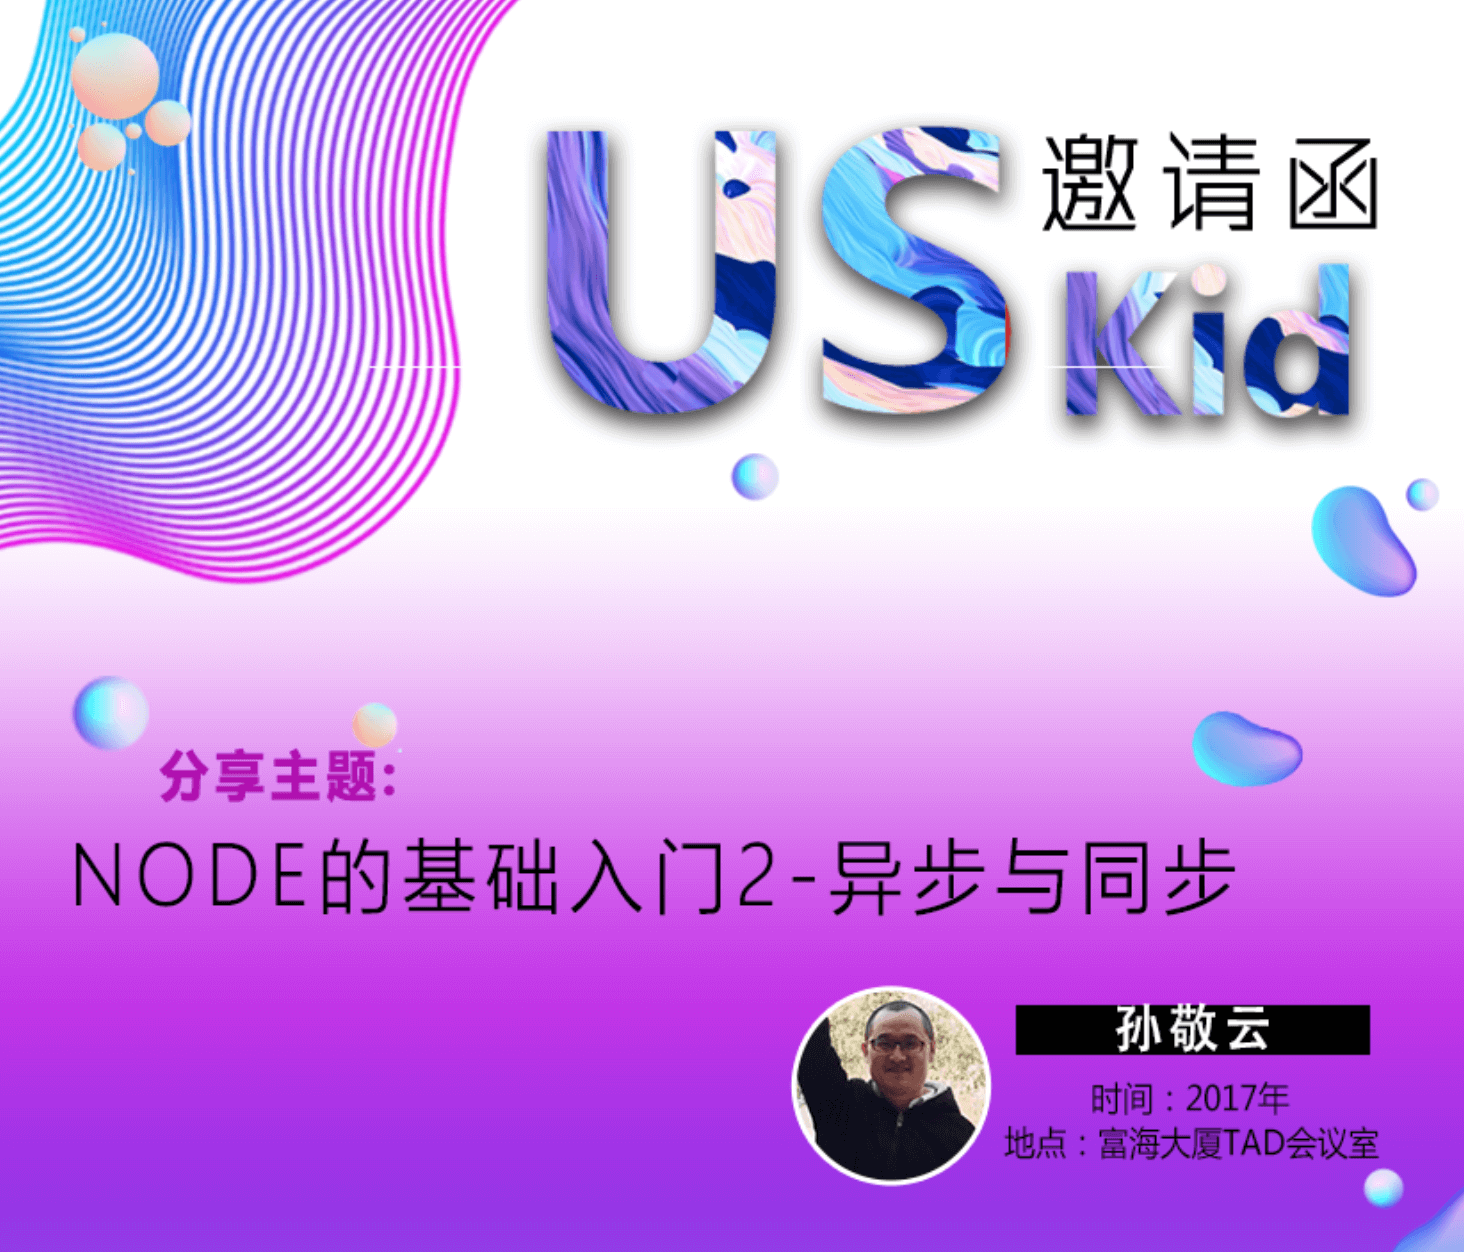 US 邀请函
Kid
分享主题:
NODE的基础入门2-异步与同步
孙敬云
时间：2017年
地点：富海大厦TAD会议室